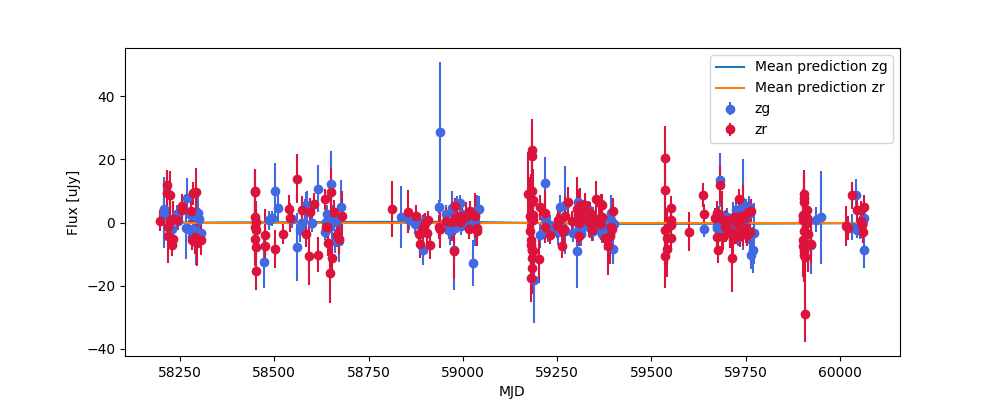 Mean prediction zg
Mean prediction zr
zg
zr
Flux [uJy]
40
20
0
−20
−40
58250
58500
58750
59000
59250
59500
59750
60000
MJD